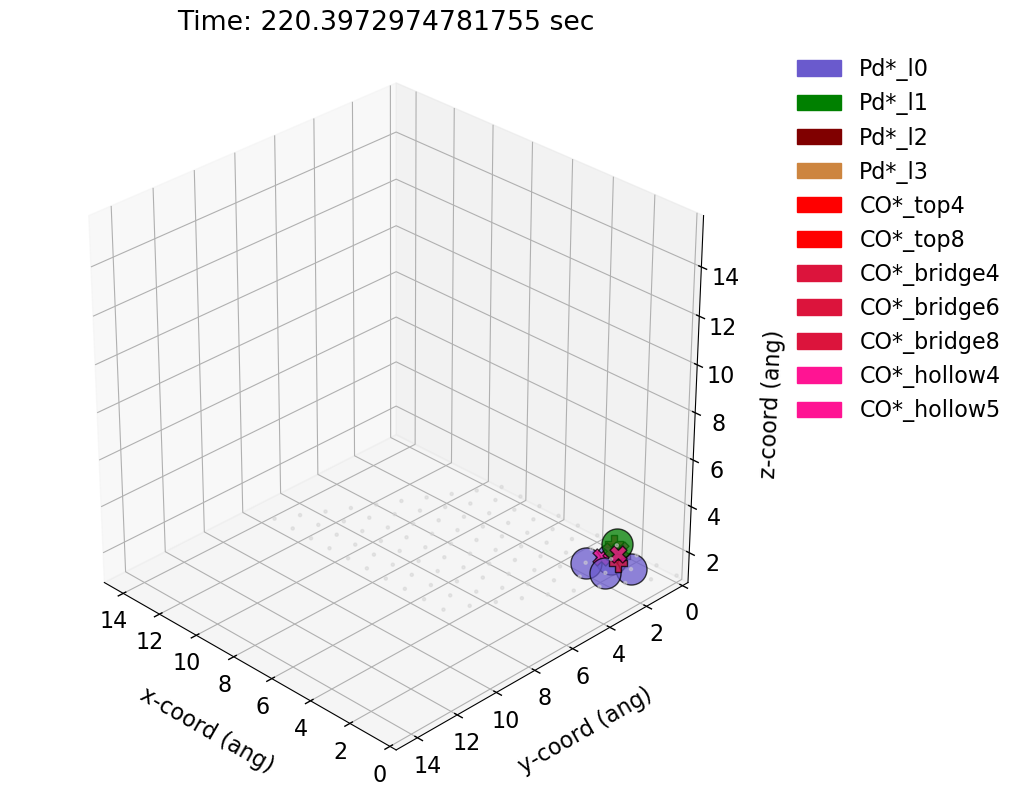 Time: 220.3972974781755 sec
Pd*_l0
Pd*_l1
Pd*_l2
Pd*_l3
CO*_top4
CO*_top8
CO*_bridge4
CO*_bridge6
CO*_bridge8
CO*_hollow4
CO*_hollow5
14
12
10
8
6
4
2
z-coord (ang)
14
12
10
8
6
4
2
0
x-coord (ang)
0
2
4
6
8
10
12
14
y-coord (ang)